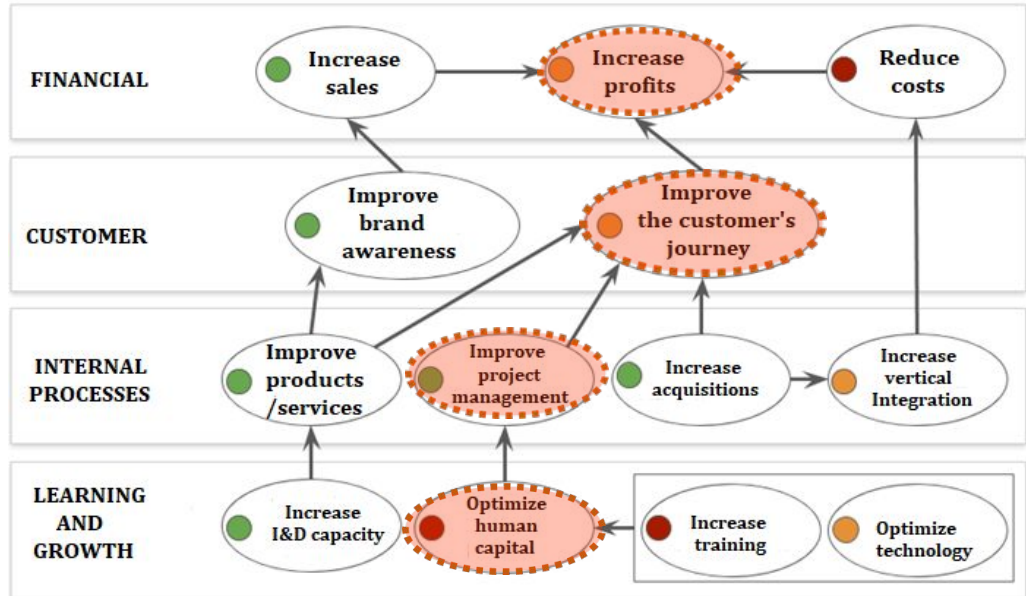 FINANCIAL
Increase
sales
Increase
profits
Reduce
costs
CUSTOMER
Improve
brand
awareness
Improve
the customer's
journey
INTERNAL
PROCESSES
Improve
products
/services
Improve
project
management
Increase
acquisitions
Increase
vertical
Integration
LEARNING
AND
GROWTH
Increase
I&D capacity
Optimize
human
capital
Increase
training
Optimize
technology